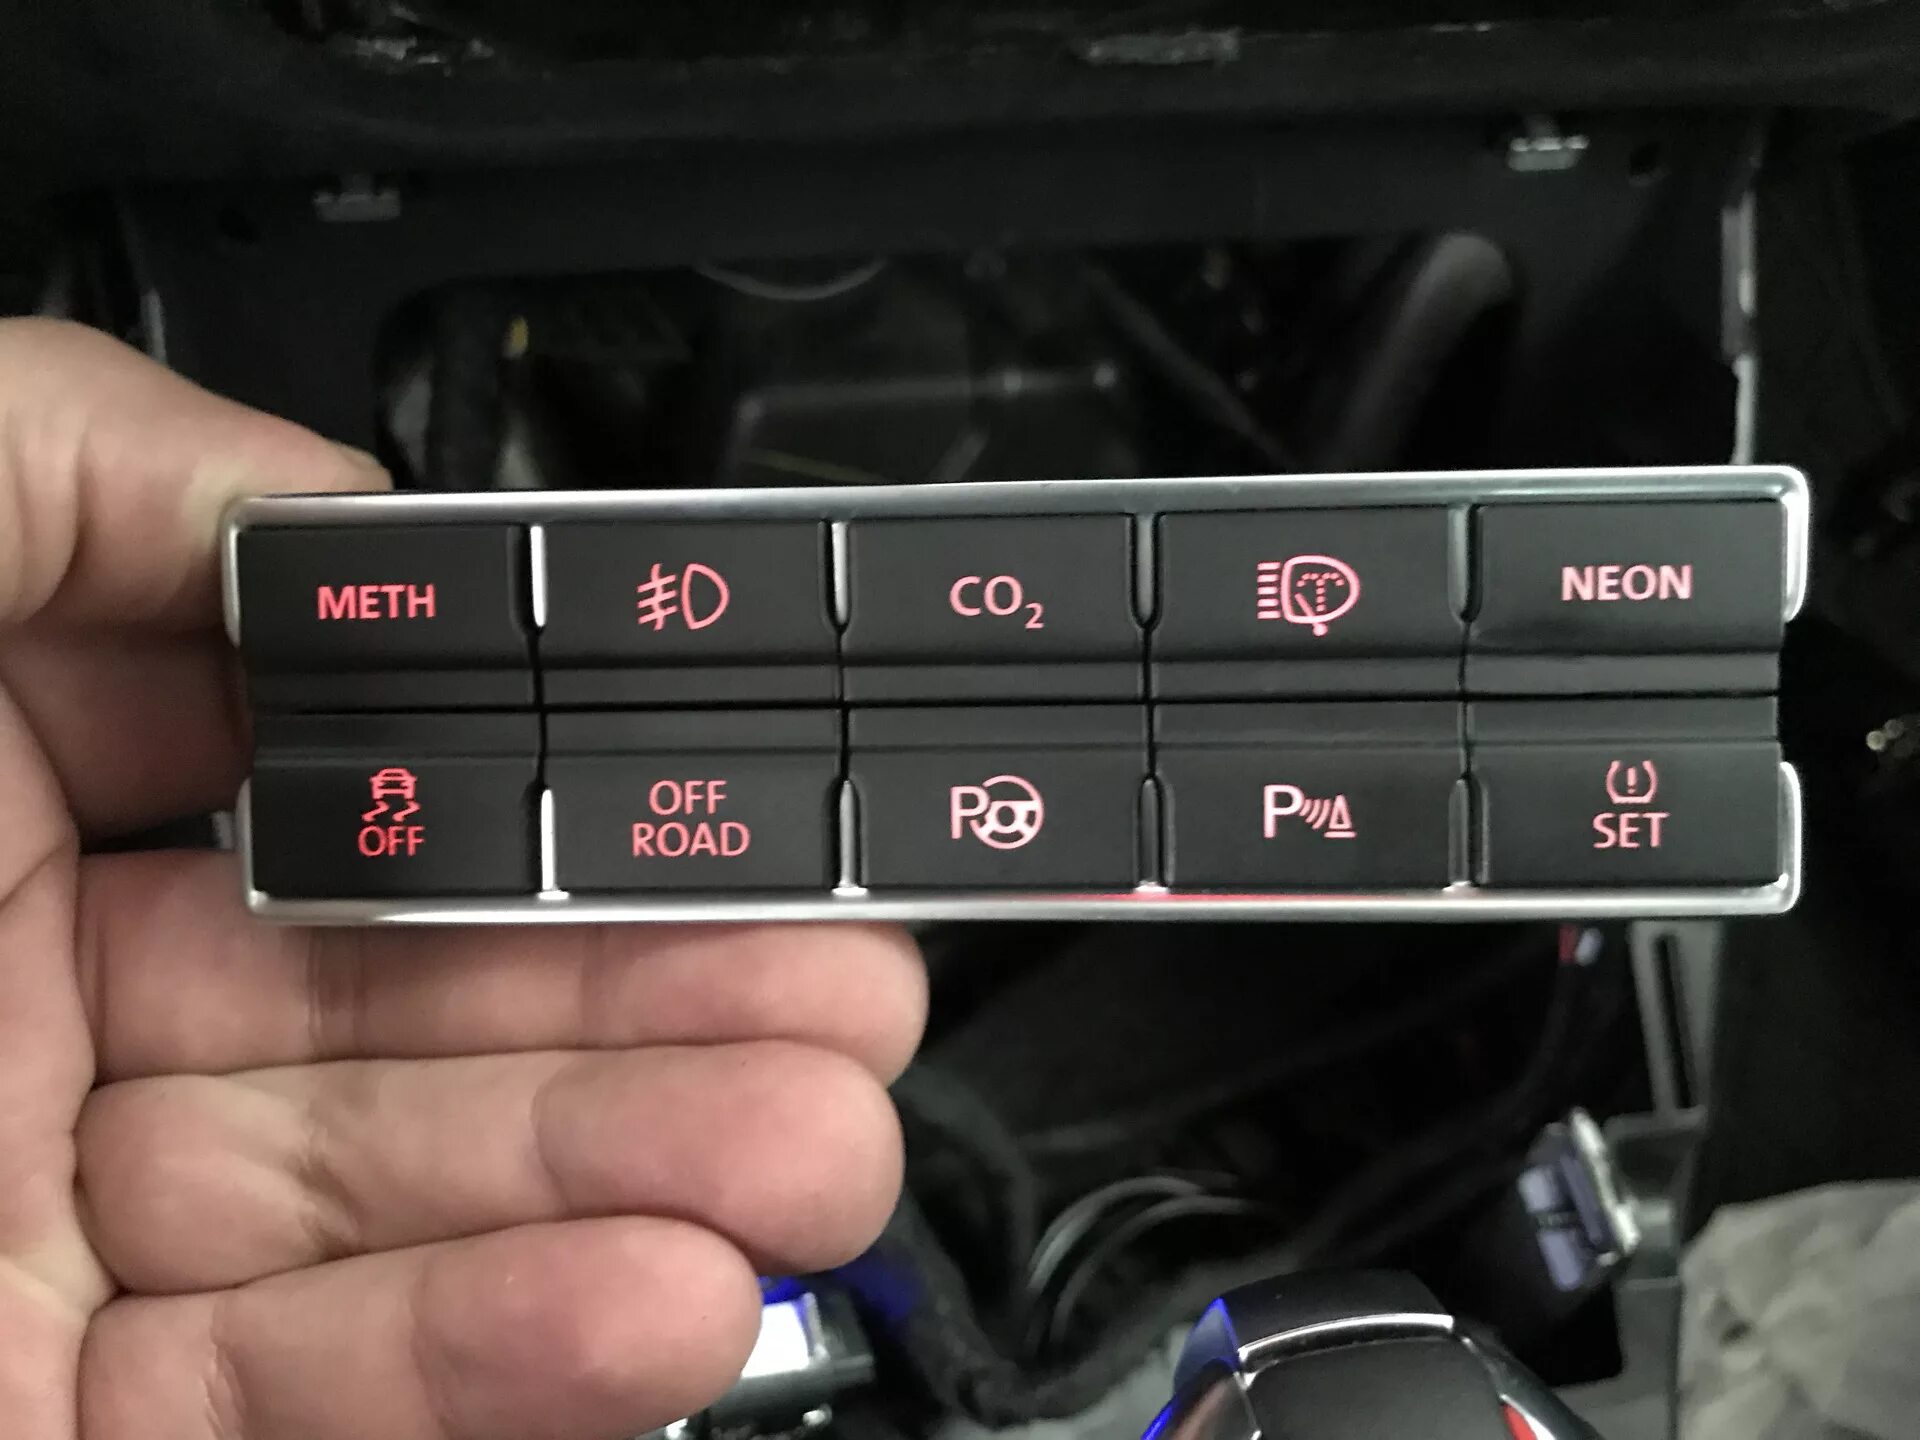 METH
CO₂
NEON
OFF
OFF
ROAD
P
P
SET